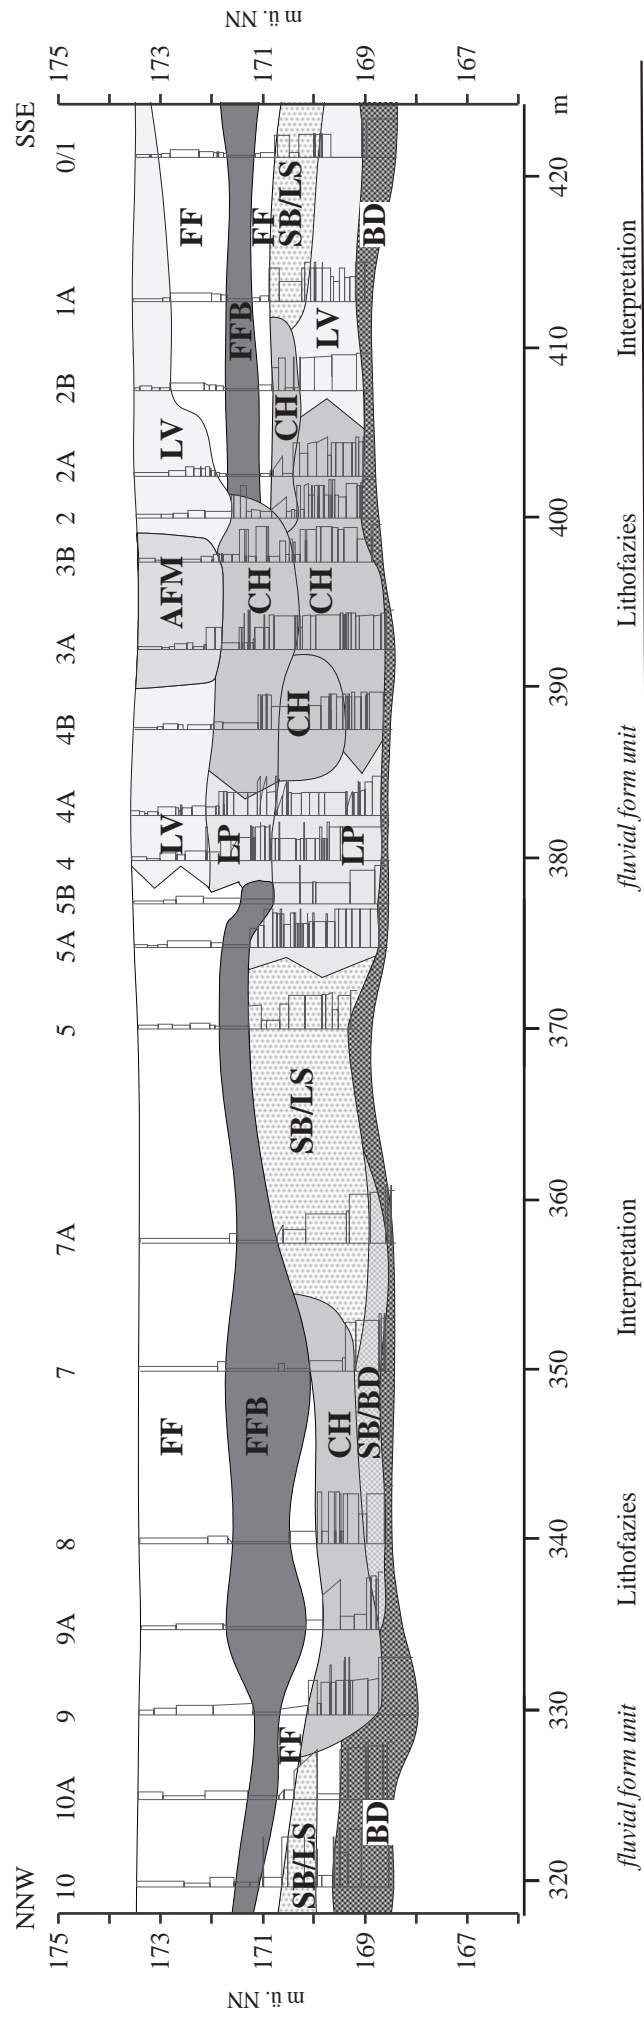 NNW SSE
10 10A 9 9A 8 7 7A 5 5A 5B 4 4A 4B 3A 3B 2 2A 2B 1A 0/1
175 175
173 173
171 171
169 169
167 167
m ü. NN m ü. NN
FF LV AFM LV FF
FFB LP CH FFB FF
FF CH SB/LS
SB/LS CH SB/LS LP CH CH LV
BD SB/BD BD
320 330 340 350 360 370 380 390 400 410 420 m
fluvial form unit Lithofazies Interpretation fluvial form unit Lithofazies Interpretation